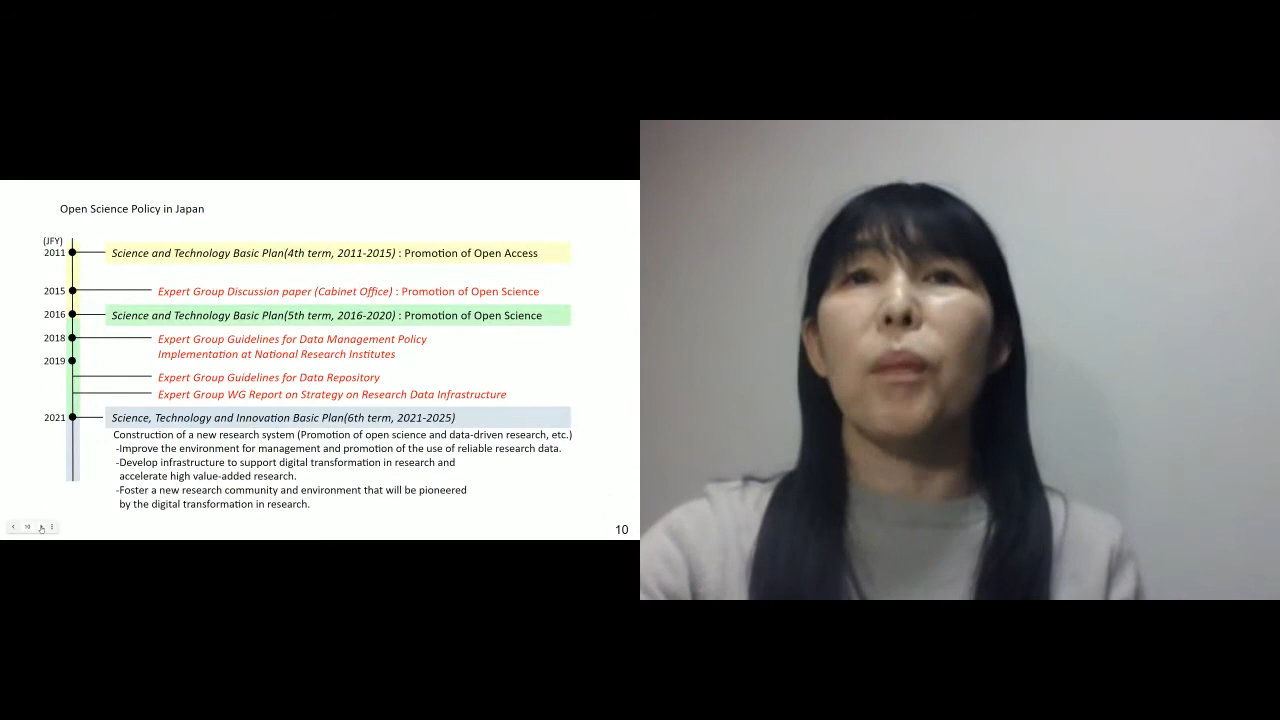 Open Science Policy in Japan
(JFY)
2011 Science and Technology Basic Plan(4th term, 2011-2015) : Promotion of Open Access
2015 Expert Group Discussion paper (Cabinet Office) : Promotion of Open Science
2016 Science and Technology Basic Plan(5th term, 2016-2020) : Promotion of Open Science
2018 Expert Group Guidelines for Data Management Policy
Implementation at National Research Institutes
2019
Expert Group Guidelines for Data Repository
Expert Group WG Report on Strategy on Research Data Infrastructure
2021 Science, Technology and Innovation Basic Plan(6th term, 2021-2025)
Construction of a new research system (Promotion of open science and data-driven research, etc.)
-Improve the environment for management and promotion of the use of reliable research data.
-Develop infrastructure to support digital transformation in research and
accelerate high value-added research.
-Foster a new research community and environment that will be pioneered
by the digital transformation in research.
10
10